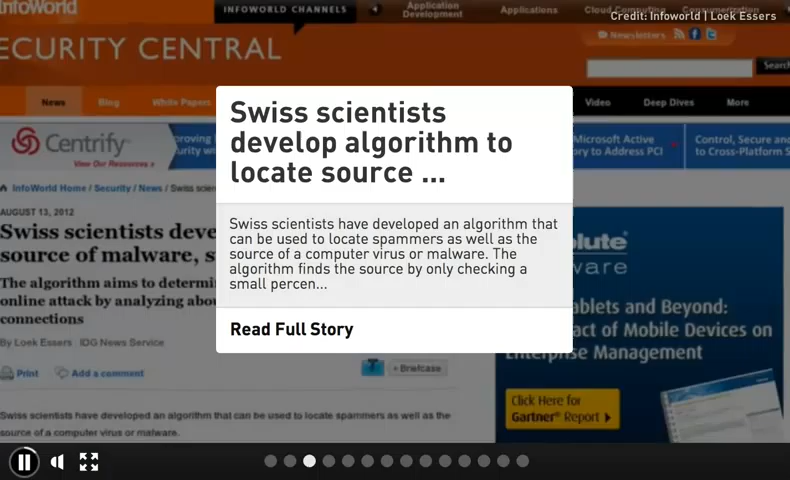 InfoWorld
INFOWORLD CHANNELS
Application
Development
Applications
Cloud Computing
Consumerization
Credit: Infoworld | Loek Essers
ECURITY CENTRAL
Newsletters
Search
News
Blog
White Papers
Video
Deep Dives
More
Centrify
View Our Resources »
proving
urity wi
Microsoft Active
ory to Address PCI
Control, Secure and
to Cross-Platform S
InfoWorld Home / Security / News / Swiss scien
AUGUST 13, 2012
Swiss scientists deve
source of malware, s
The algorithm aims to determi
online attack by analyzing abou
connections
By Loek Essers | IDG News Service
Print
Add a comment
+ Briefcase
Swiss scientists have developed an algorithm that can be used to locate spammers as well as the
source of a computer virus or malware.
Swiss scientists
develop algorithm to
locate source ...
Swiss scientists have developed an algorithm that
can be used to locate spammers as well as the
source of a computer virus or malware. The
algorithm finds the source by only checking a
small percen...
Read Full Story
olute
ware
ablets and Beyond:
act of Mobile Devices on
Enterprise Management
Click Here for
Gartner® Report ▶